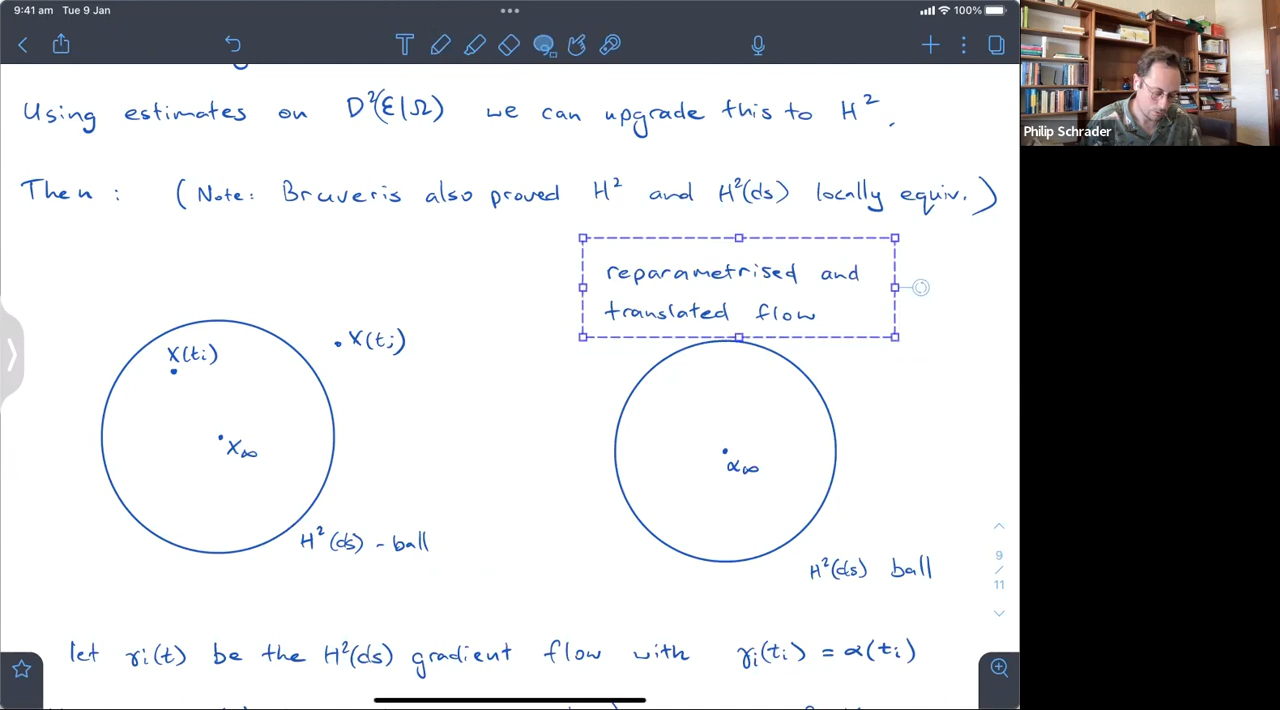 9:41 am Tue 9 Jan
100%
Philip Schrader
Using estimates on D²(E|Ω) we can upgrade this to H².
Then : (Note: Bruveris also proved H² and H²(ds) locally equiv.)
reparametrised and
translated flow
X(ti)
X(tj)
X∞
α∞
H²(ds) - ball
H²(ds) ball
9
/
11
let γi(t) be the H²(ds) gradient flow with γi(ti) = α(ti)